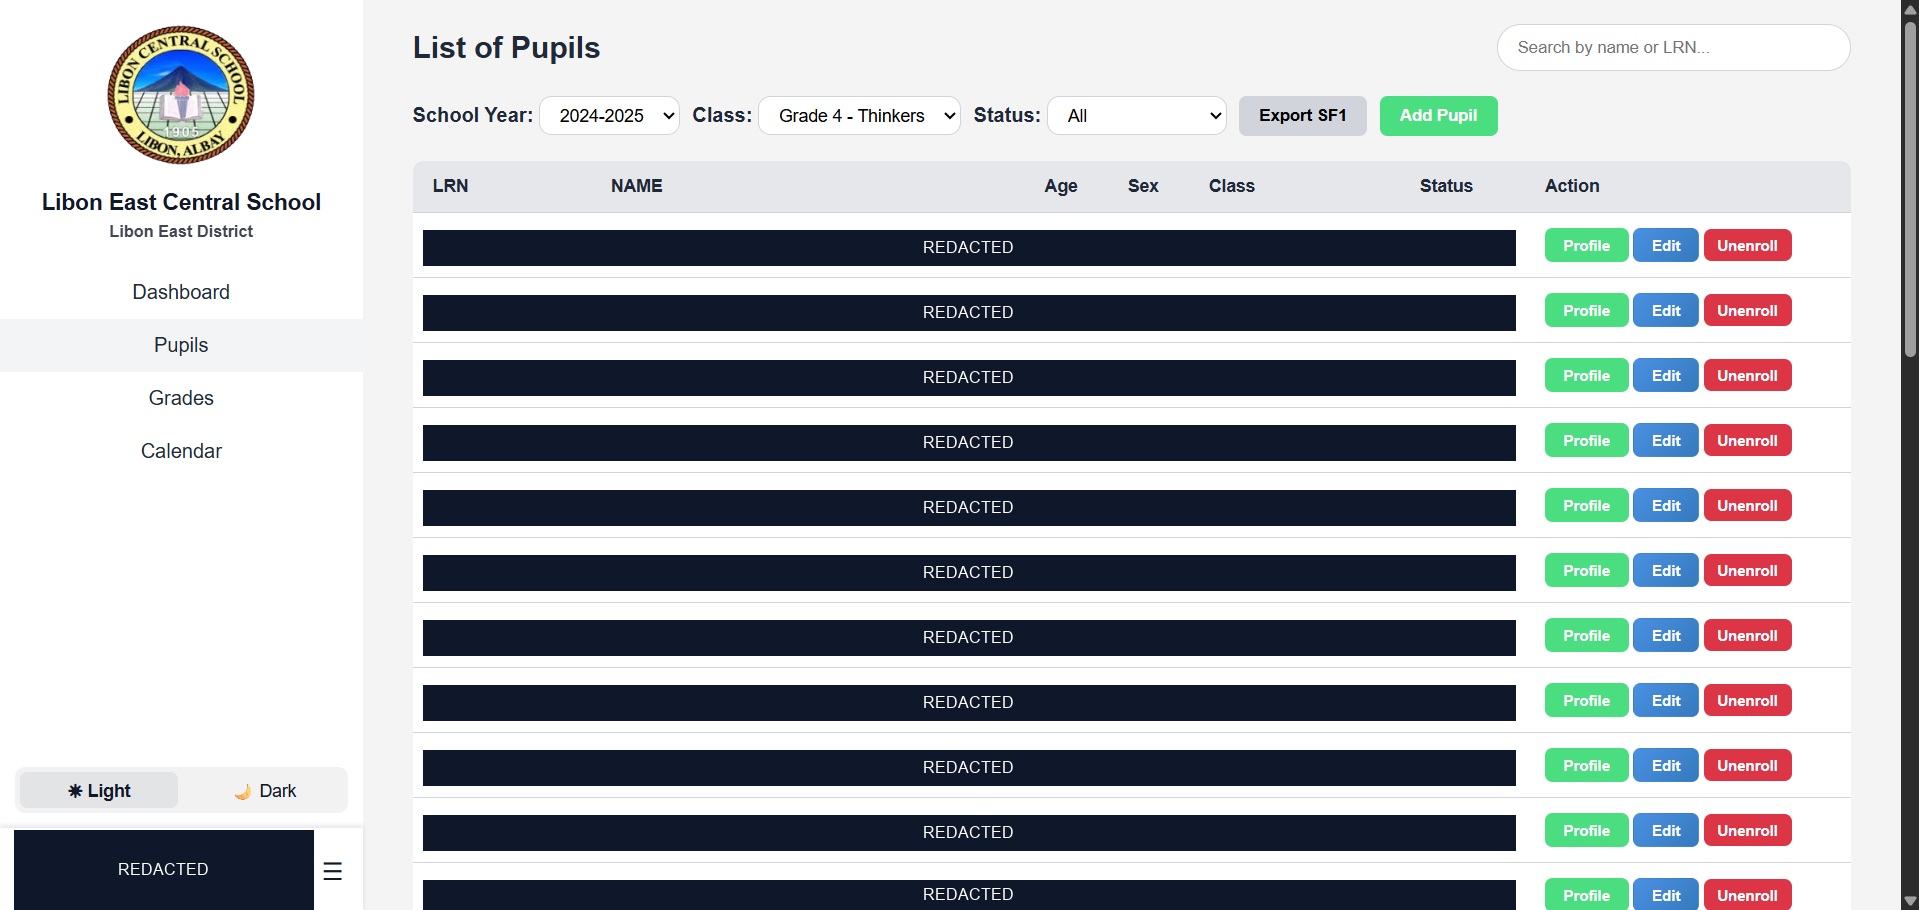 LIBON CENTRAL SCHOOL
1905
LIBON, ALBAY
Libon East Central School
Libon East District
Dashboard
Pupils
Grades
Calendar
Light
Dark
REDACTED
List of Pupils
Search by name or LRN...
School Year: 2024-2025 Class: Grade 4 - Thinkers Status: All Export SF1 Add Pupil
LRN NAME Age Sex Class Status Action
REDACTED Profile Edit Unenroll
REDACTED Profile Edit Unenroll
REDACTED Profile Edit Unenroll
REDACTED Profile Edit Unenroll
REDACTED Profile Edit Unenroll
REDACTED Profile Edit Unenroll
REDACTED Profile Edit Unenroll
REDACTED Profile Edit Unenroll
REDACTED Profile Edit Unenroll
REDACTED Profile Edit Unenroll
REDACTED Profile Edit Unenroll